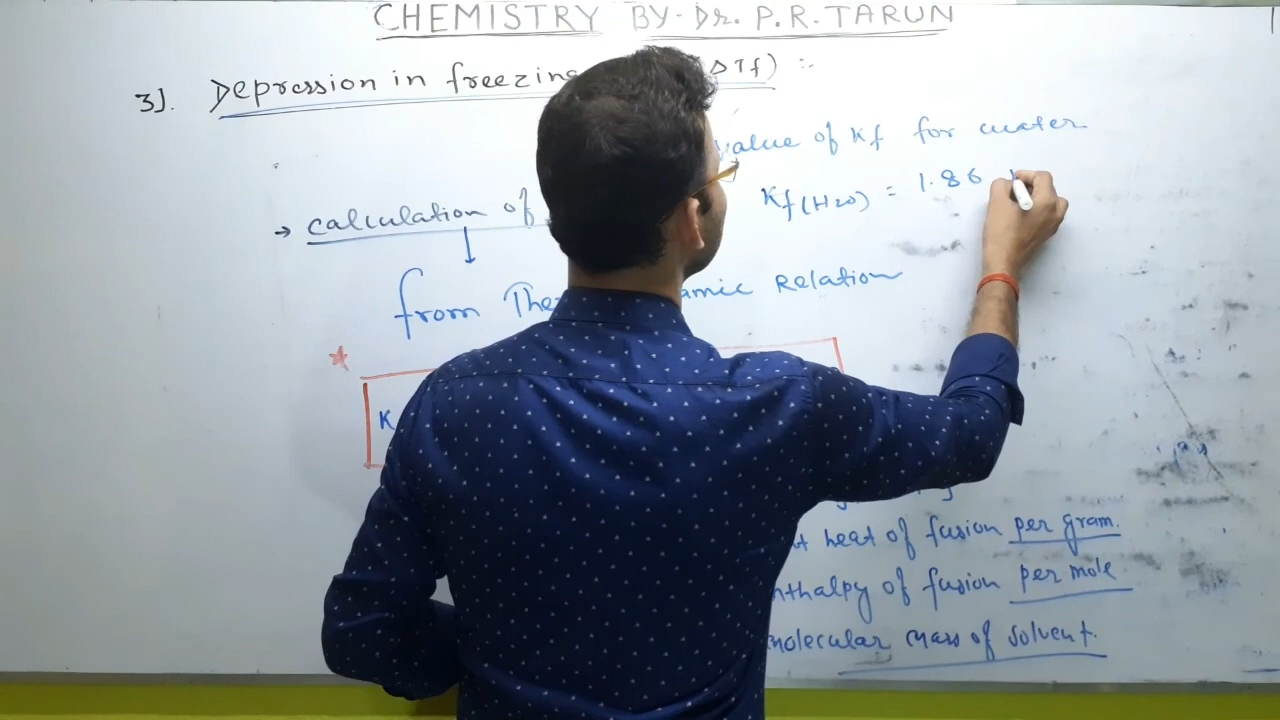 CHEMISTRY BY- Dr. P.R. TARUN
3). Depression in freezing ΔTf) :-
value of Kf for water
Kf(H2O) = 1.86
→ calculation of
from The amic Relation
K
t heat of fusion per gram.
nthalpy of fusion per mole
molecular mass of solvent.